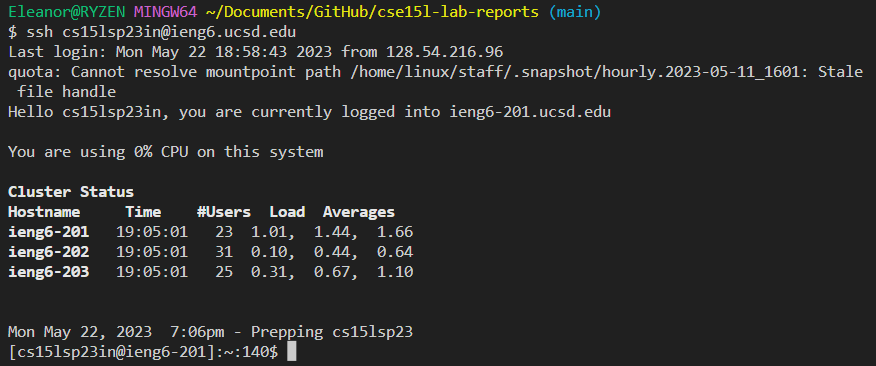 Eleanor@RYZEN MINGW64 ~/Documents/GitHub/cse15l-lab-reports (main)
$ ssh cs15lsp23in@ieng6.ucsd.edu
Last login: Mon May 22 18:58:43 2023 from 128.54.216.96
quota: Cannot resolve mountpoint path /home/linux/staff/.snapshot/hourly.2023-05-11_1601: Stale
 file handle
Hello cs15lsp23in, you are currently logged into ieng6-201.ucsd.edu
You are using 0% CPU on this system
Cluster Status
Hostname     Time    #Users  Load  Averages
ieng6-201   19:05:01   23  1.01,  1.44,  1.66
ieng6-202   19:05:01   31  0.10,  0.44,  0.64
ieng6-203   19:05:01   25  0.31,  0.67,  1.10
Mon May 22, 2023  7:06pm - Prepping cs15lsp23
[cs15lsp23in@ieng6-201]:~:140$